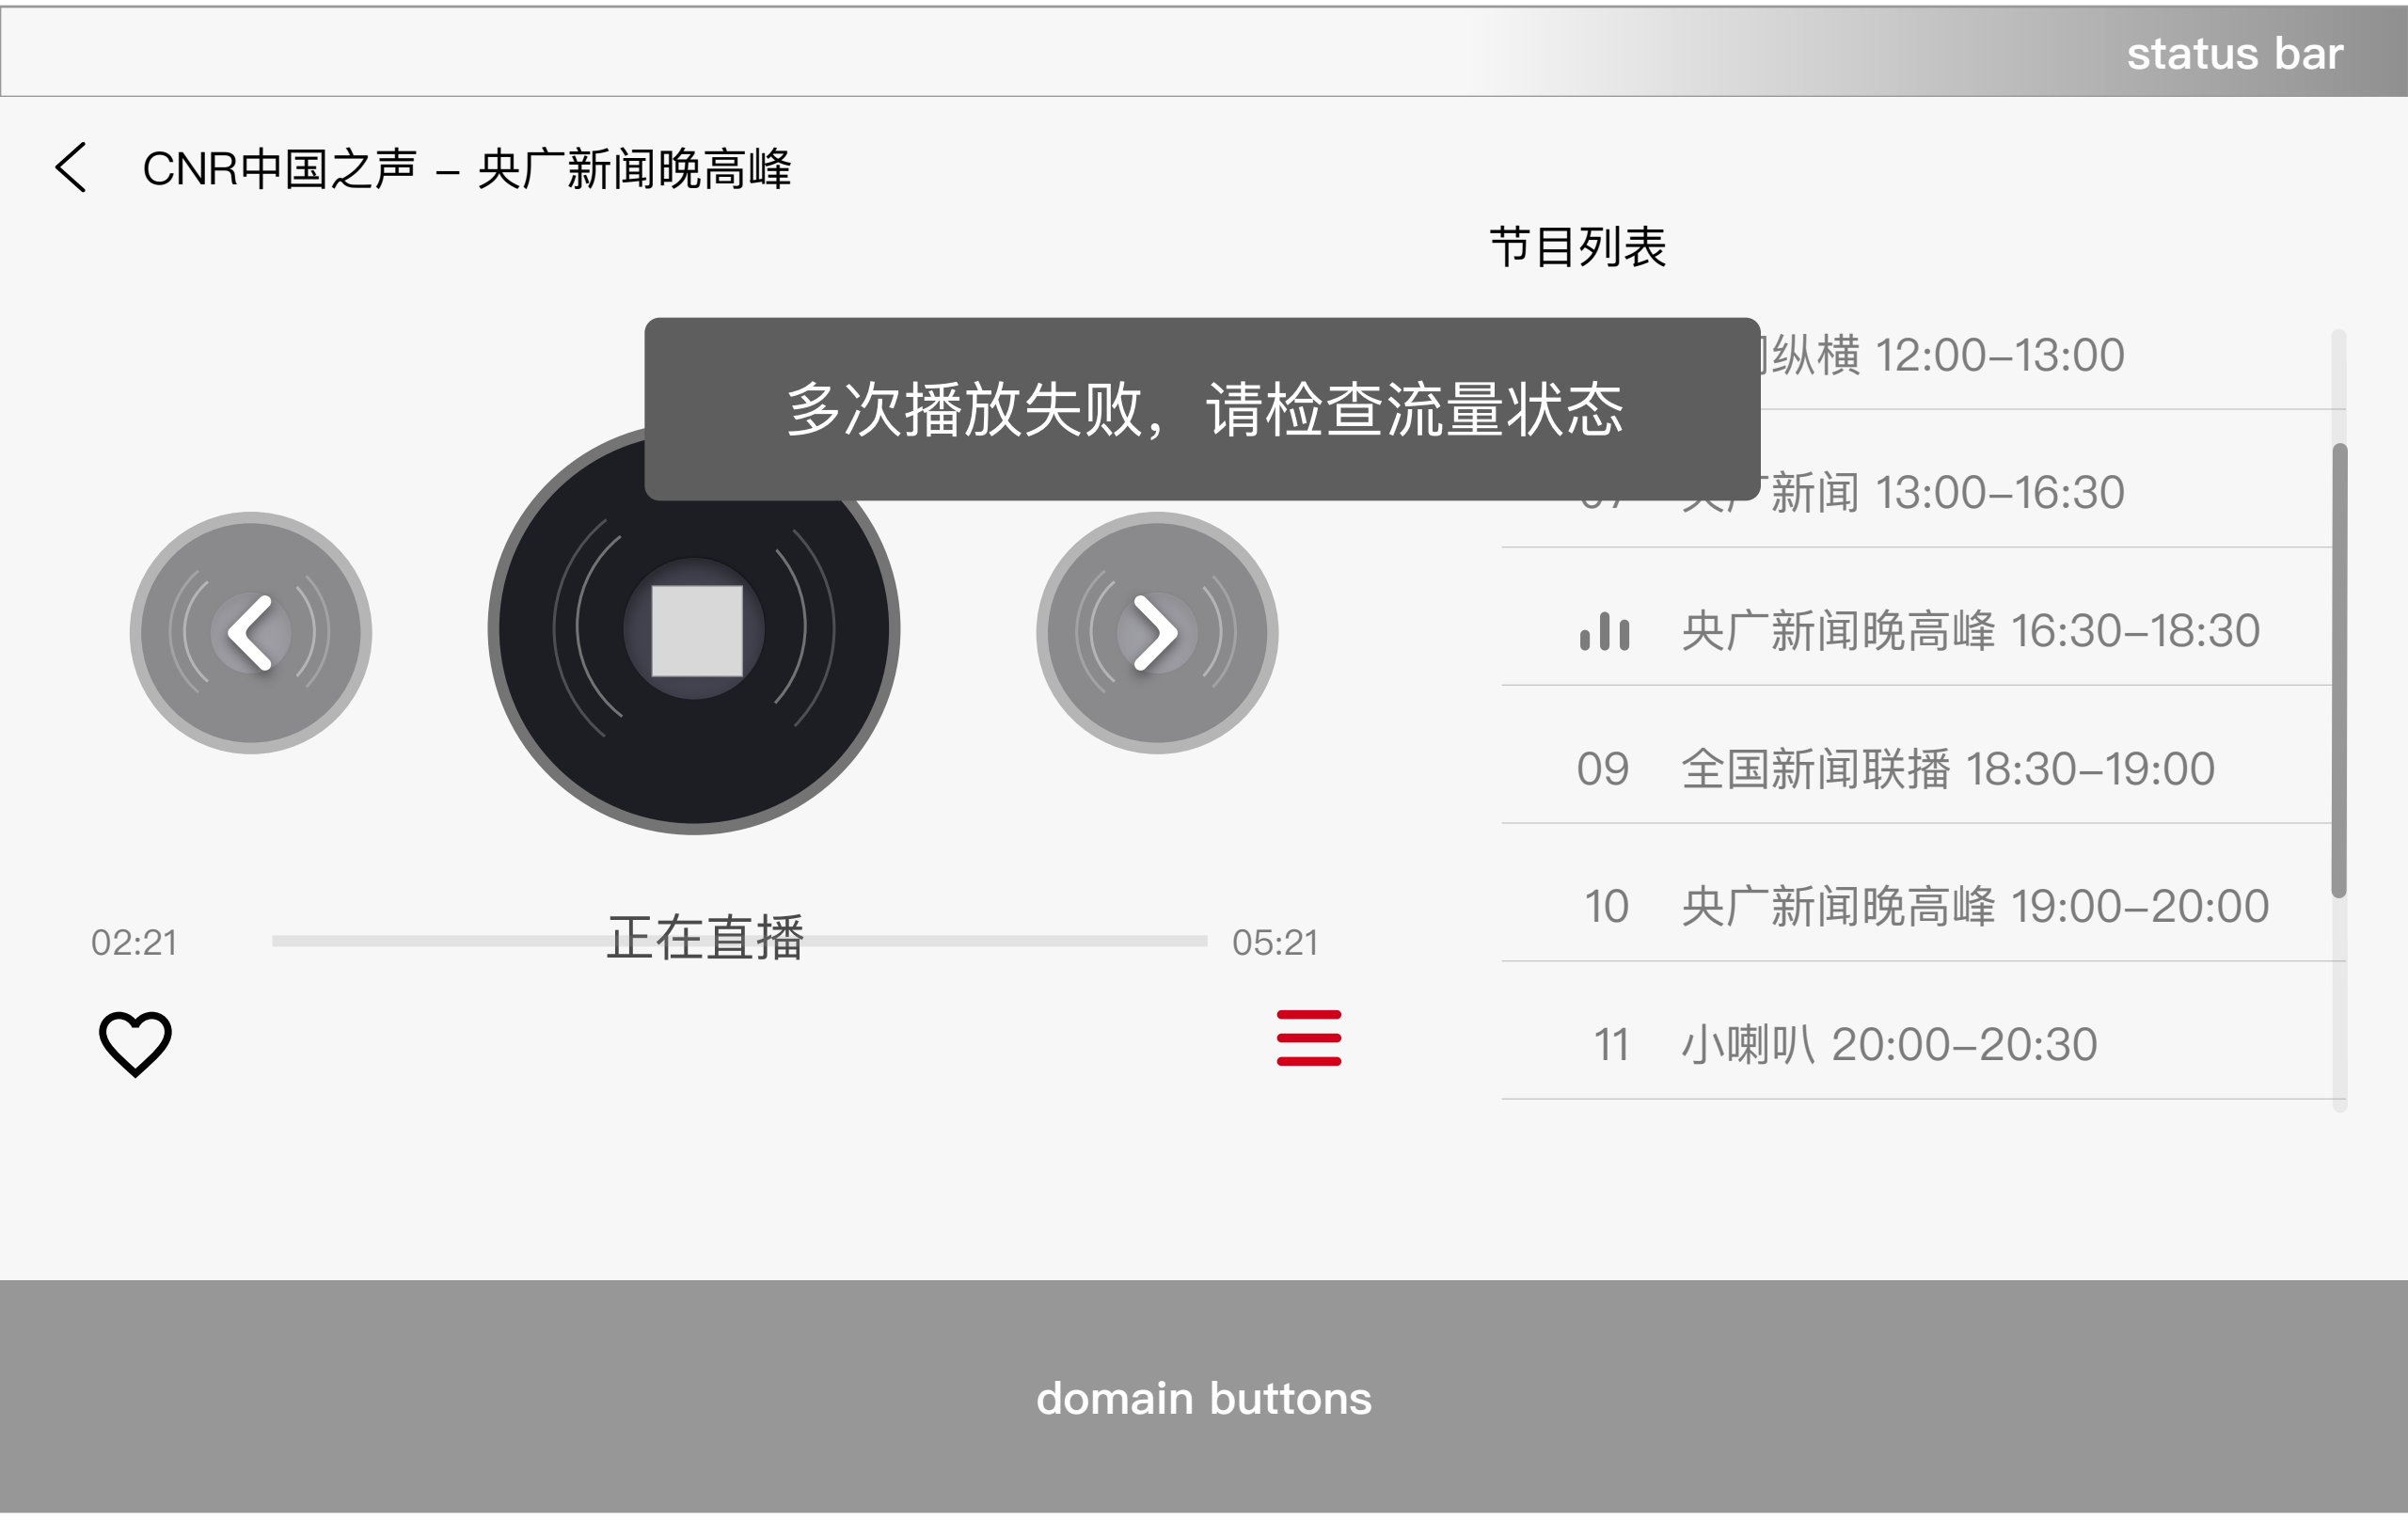 status bar
CNR中国之声 – 央广新闻晚高峰
节目列表
多次播放失败，请检查流量状态
纵横 12:00–13:00
新闻 13:00–16:30
央广新闻晚高峰 16:30–18:30
09 全国新闻联播 18:30–19:00
10 央广新闻晚高峰 19:00–20:00
11 小喇叭 20:00–20:30
02:21
正在直播
05:21
domain buttons